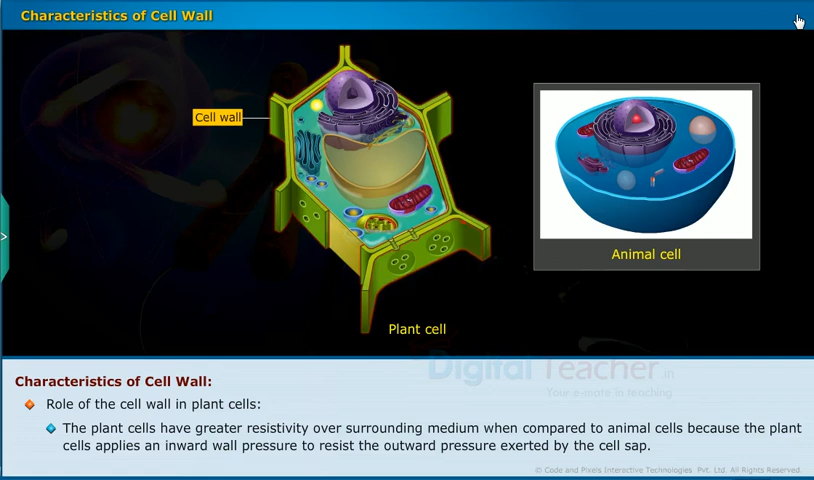 Characteristics of Cell Wall
Cell wall
Animal cell
Plant cell
Digital Teacher.in
Your e-mate in teaching
Characteristics of Cell Wall:
Role of the cell wall in plant cells:
The plant cells have greater resistivity over surrounding medium when compared to animal cells because the plant
cells applies an inward wall pressure to resist the outward pressure exerted by the cell sap.
© Code and Pixels Interactive Technologies. Pvt. Ltd. All Rights Reserved.